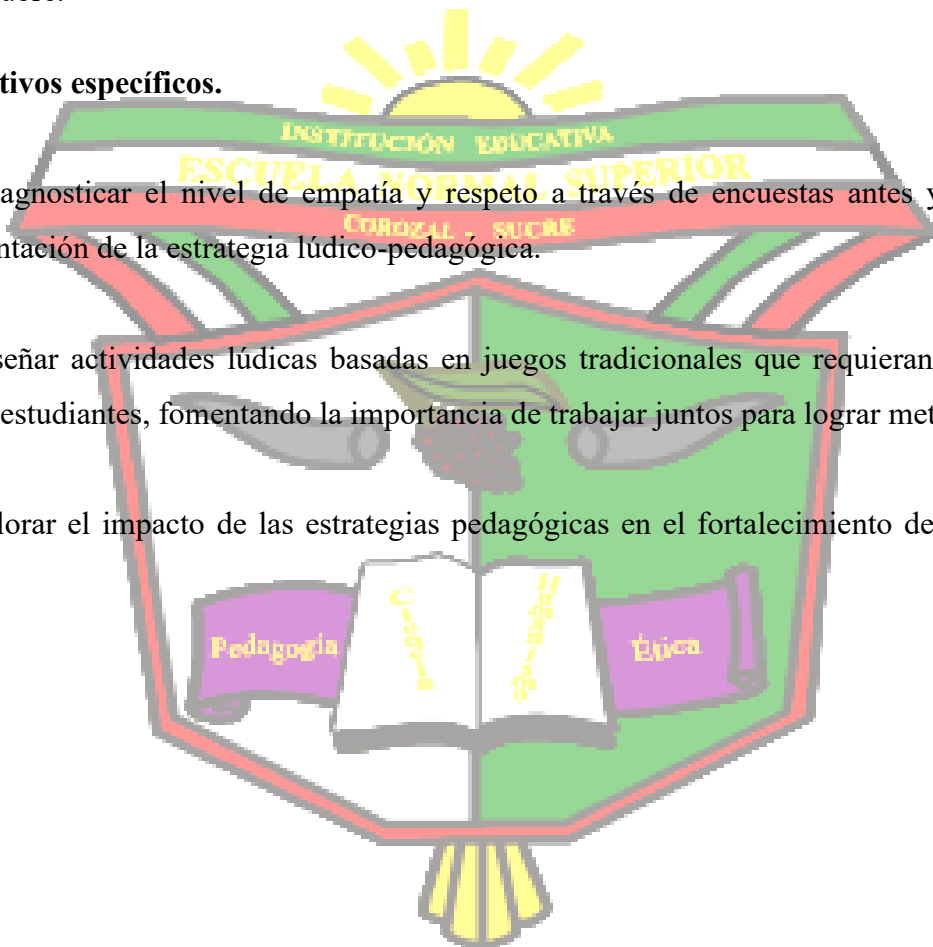 tivos específicos.
INSTITUCIÓN EDUCATIVA
ESCUELA NORMAL SUPERIOR
agnosticar el nivel de empatía y respeto a través de encuestas antes y
COROZAL - SUCRE
ntación de la estrategia lúdico-pedagógica.
señar actividades lúdicas basadas en juegos tradicionales que requieran
estudiantes, fomentando la importancia de trabajar juntos para lograr met
lorar el impacto de las estrategias pedagógicas en el fortalecimiento de
Pedagogía
Ética